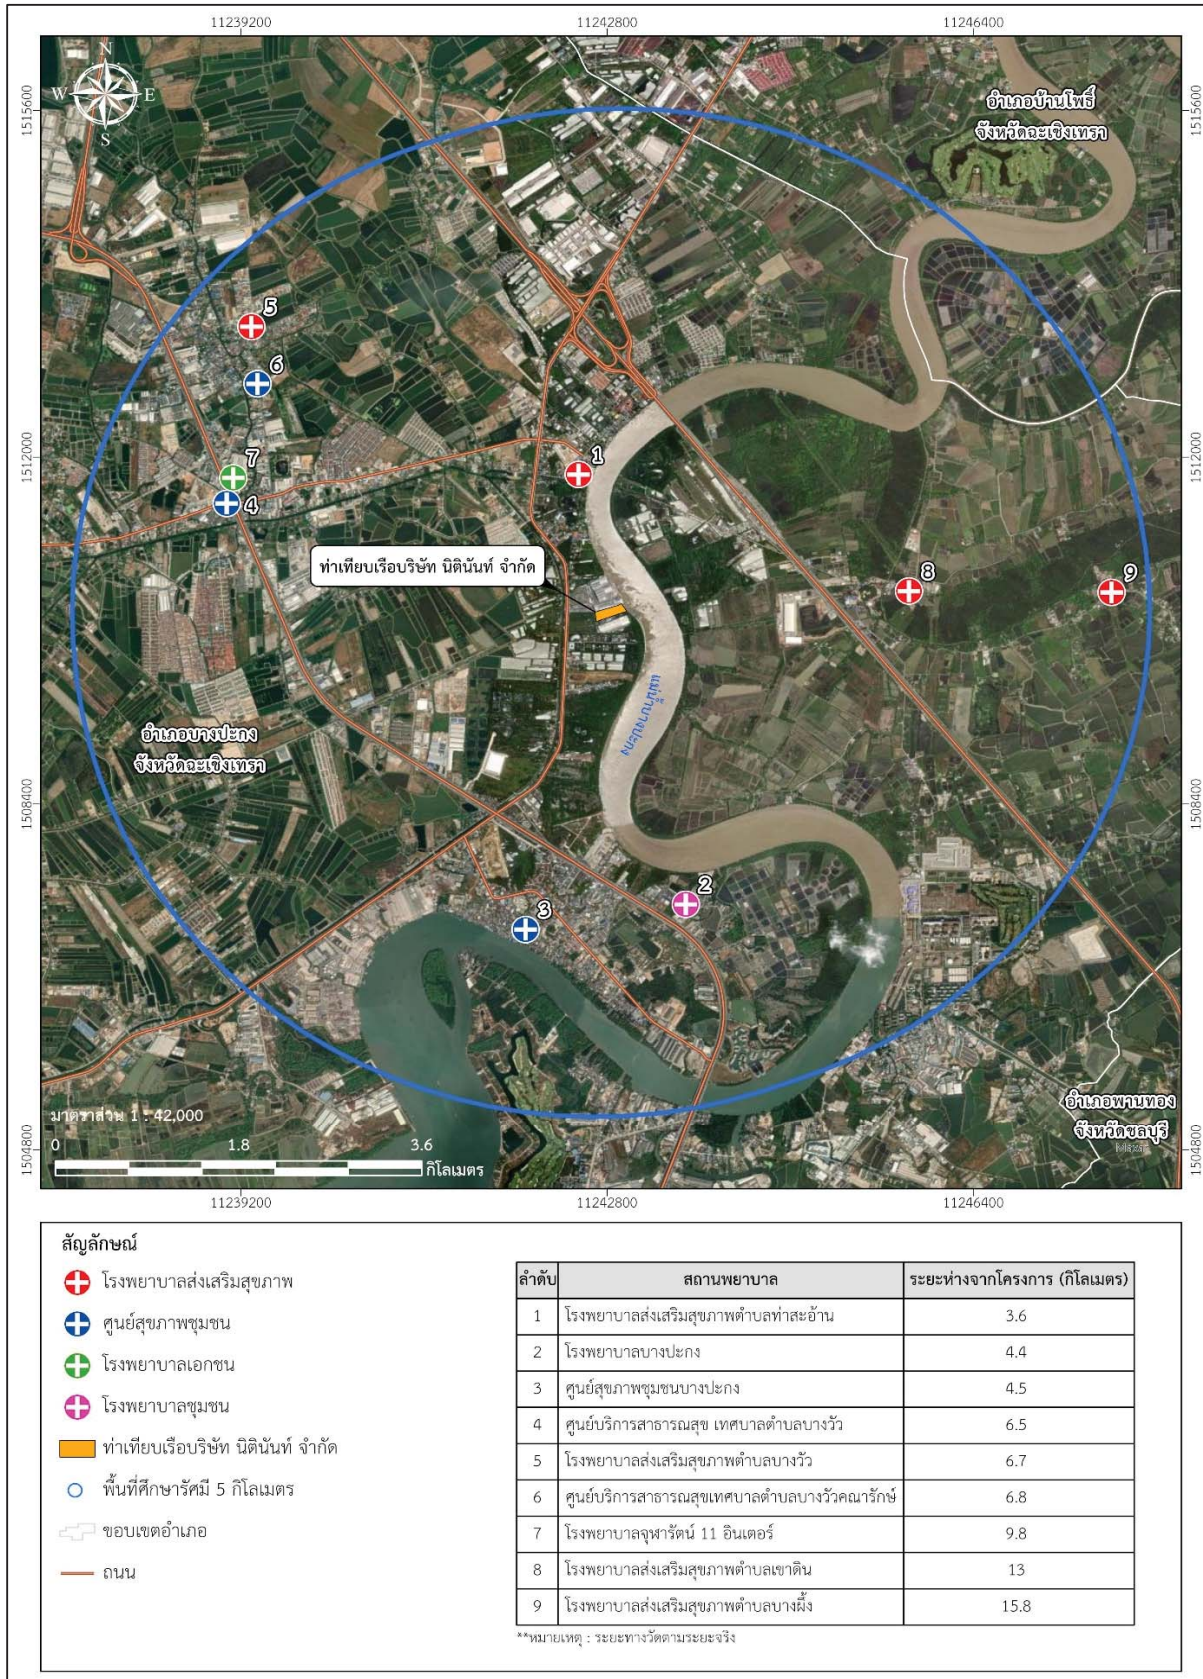 11239200 11242800 11246400
N
W E
S
อำเภอบ้านโพธิ์
จังหวัดฉะเชิงเทรา
1515600 1515600
5
6
7
4
1
1512000 1512000
ท่าเทียบเรือบริษัท นิตินันท์ จำกัด
8
9
แม่น้ำบางปะกง
อำเภอบางปะกง
จังหวัดฉะเชิงเทรา
1508400 1508400
2
3
อำเภอพานทอง
จังหวัดชลบุรี
Maxar
มาตราส่วน 1 : 42,000
0 1.8 3.6
กิโลเมตร
1504800 1504800
11239200 11242800 11246400
สัญลักษณ์
โรงพยาบาลส่งเสริมสุขภาพ
ศูนย์สุขภาพชุมชน
โรงพยาบาลเอกชน
โรงพยาบาลชุมชน
ท่าเทียบเรือบริษัท นิตินันท์ จำกัด
พื้นที่ศึกษารัศมี 5 กิโลเมตร
ขอบเขตอำเภอ
ถนน
ลำดับ สถานพยาบาล ระยะห่างจากโครงการ (กิโลเมตร)
1 โรงพยาบาลส่งเสริมสุขภาพตำบลท่าสะอ้าน 3.6
2 โรงพยาบาลบางปะกง 4.4
3 ศูนย์สุขภาพชุมชนบางปะกง 4.5
4 ศูนย์บริการสาธารณสุข เทศบาลตำบลบางวัว 6.5
5 โรงพยาบาลส่งเสริมสุขภาพตำบลบางวัว 6.7
6 ศูนย์บริการสาธารณสุขเทศบาลตำบลบางวัวคณารักษ์ 6.8
7 โรงพยาบาลจุฬารัตน์ 11 อินเตอร์ 9.8
8 โรงพยาบาลส่งเสริมสุขภาพตำบลเขาดิน 13
9 โรงพยาบาลส่งเสริมสุขภาพตำบลบางผึ้ง 15.8
**หมายเหตุ : ระยะทางวัดตามระยะจริง